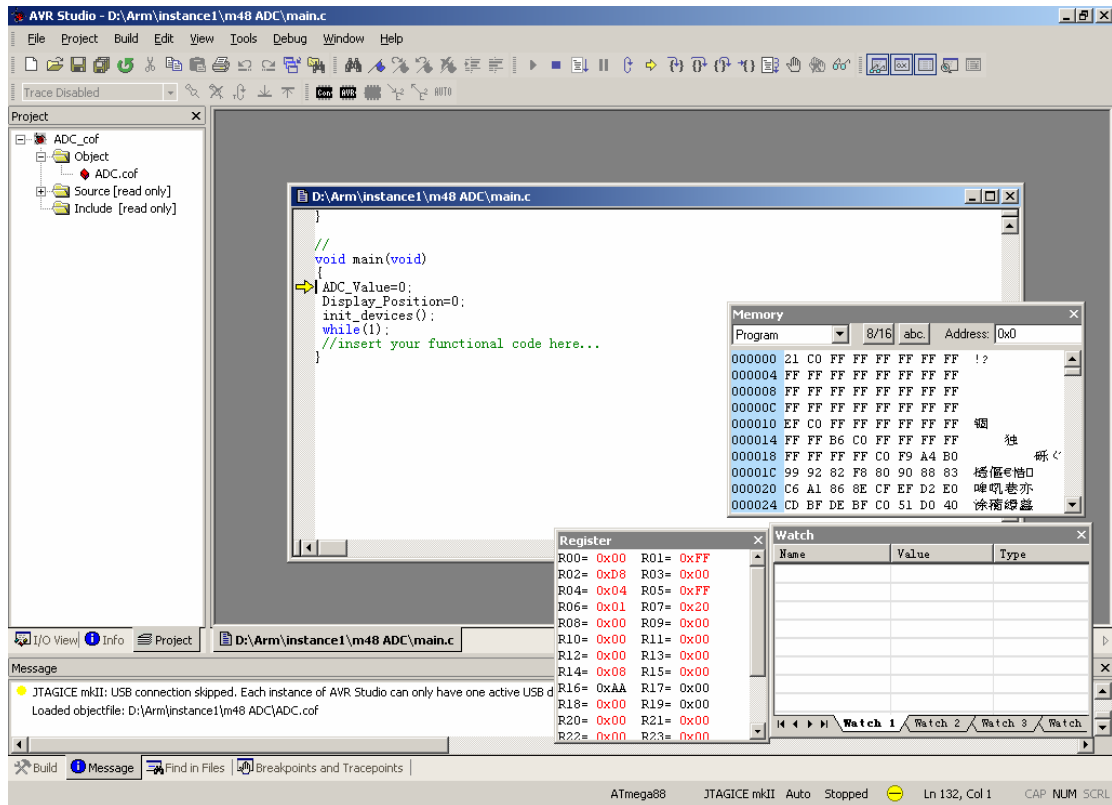 AVR Studio - D:\Arm\instance1\m48 ADC\main.c
File Project Build Edit View Tools Debug Window Help
Trace Disabled
Con AVR AUTO
Project
ADC_cof
Object
ADC.cof
Source [read only]
Include [read only]
I/O View Info Project
D:\Arm\instance1\m48 ADC\main.c
}
//
void main(void)
{
ADC_Value=0;
Display_Position=0;
init_devices();
while(1);
//insert your functional code here...
}
Memory
Program 8/16 abc. Address: 0x0
000000 21 C0 FF FF FF FF FF FF !?
000004 FF FF FF FF FF FF FF FF
000008 FF FF FF FF FF FF FF FF
00000C FF FF FF FF FF FF FF FF
000010 EF C0 FF FF FF FF FF FF
000014 FF FF B6 C0 FF FF FF FF 独
000018 FF FF FF FF C0 F9 A4 B0
00001C 99 92 82 F8 80 90 88 83
000020 C6 A1 86 8E CF EF D2 E0
000024 CD BF DE BF C0 51 D0 40
Register
R00= 0x00 R01= 0xFF
R02= 0xD8 R03= 0x00
R04= 0x04 R05= 0xFF
R06= 0x01 R07= 0x20
R08= 0x00 R09= 0x00
R10= 0x00 R11= 0x00
R12= 0x00 R13= 0x00
R14= 0x08 R15= 0x00
R16= 0xAA R17= 0x00
R18= 0x00 R19= 0x00
R20= 0x00 R21= 0x00
R22= 0x00 R23= 0x00
Watch
Name Value Type
Watch 1 Watch 2 Watch 3 Watch
D:\Arm\instance1\m48 ADC\main.c
Message
JTAGICE mkII: USB connection skipped. Each instance of AVR Studio can only have one active USB d
Loaded objectfile: D:\Arm\instance1\m48 ADC\ADC.cof
Build Message Find in Files Breakpoints and Tracepoints
ATmega88 JTAGICE mkII Auto Stopped Ln 132, Col 1 CAP NUM SCRL